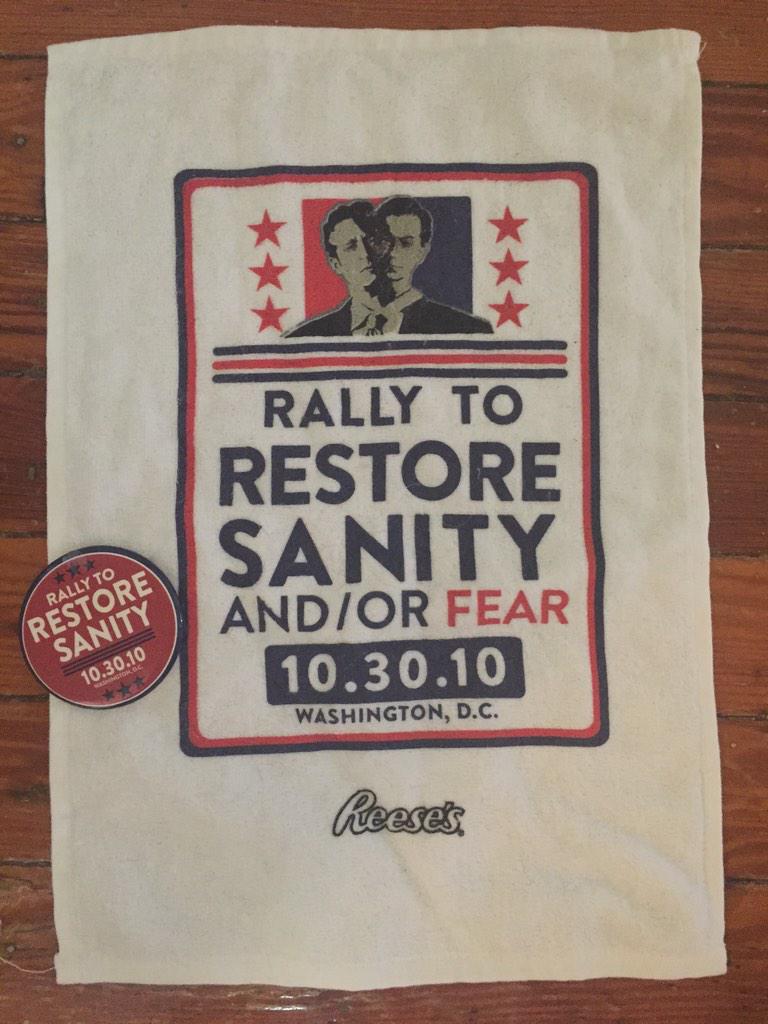 RALLY TO
RESTORE
SANITY
AND/OR FEAR
10.30.10
WASHINGTON, D.C.
Reese's
RALLY TO
RESTORE
SANITY
10.30.10
WASHINGTON, D.C.